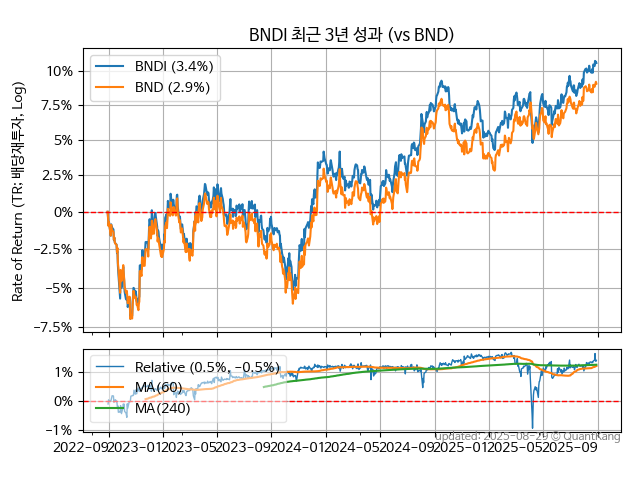 BNDI 최근 3년 성과 (vs BND)
BNDI (3.4%)
BND (2.9%)
Rate of Return (TR: 배당재투자, Log)
10%
7.5%
5%
2.5%
0%
−2.5%
−5%
−7.5%
Relative (0.5%, −0.5%)
MA(60)
MA(240)
1%
0%
−1%
updated: 2025-08-29 © QuantKang
2022-09 2023-01 2023-05 2023-09 2024-01 2024-05 2024-09 2025-01 2025-05 2025-09